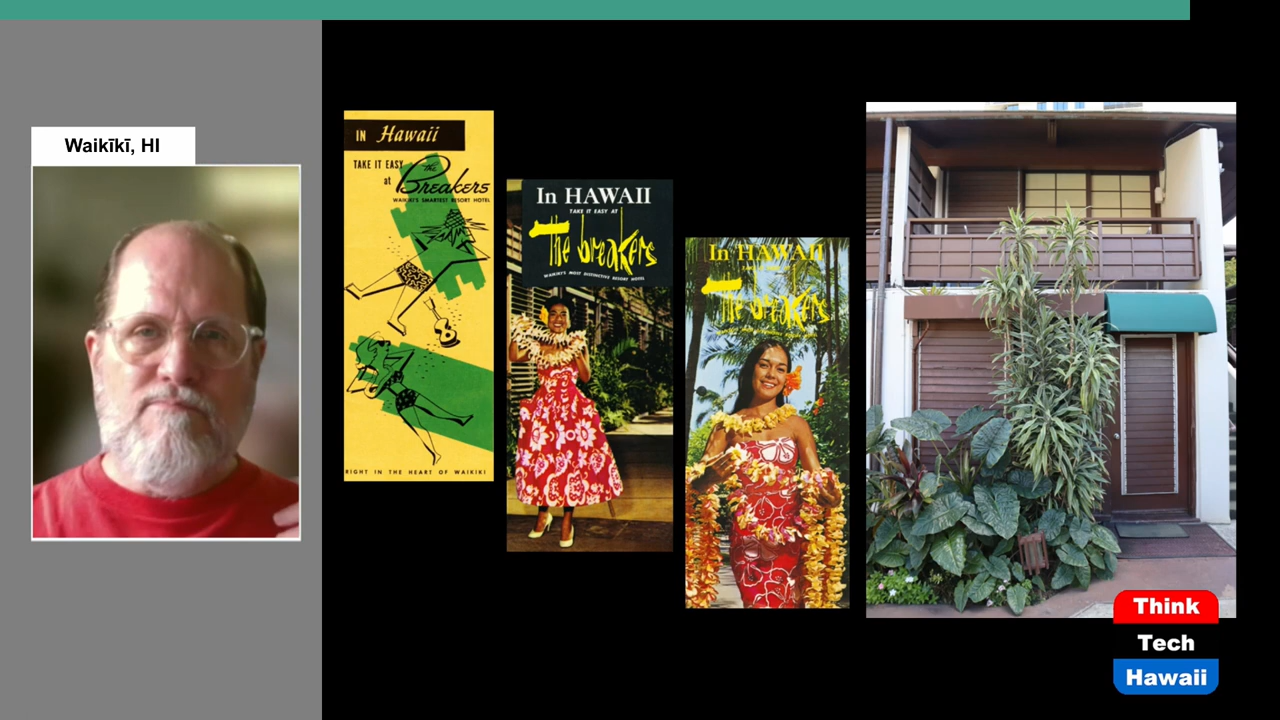 Waikīkī, HI
IN Hawaii
TAKE IT EASY
at The Breakers
WAIKIKI'S SMARTEST RESORT HOTEL
RIGHT IN THE HEART OF WAIKIKI
In HAWAII
TAKE IT EASY AT
The breakers
WAIKIKI'S MOST DISTINCTIVE RESORT HOTEL
In HAWAII
The breakers
Think
Tech
Hawaii